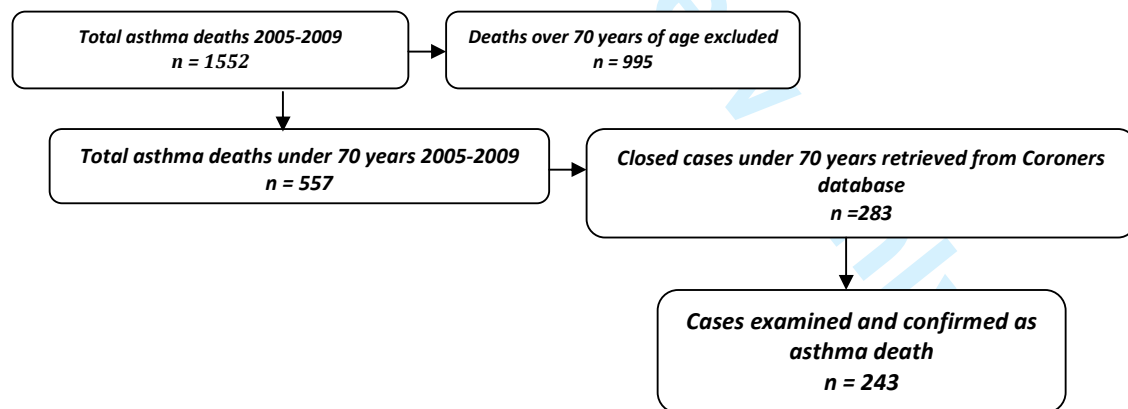 Total asthma deaths 2005-2009
n = 1552
Deaths over 70 years of age excluded
n = 995
Total asthma deaths under 70 years 2005-2009
n = 557
Closed cases under 70 years retrieved from Coroners
database
n =283
Cases examined and confirmed as
asthma death
n = 243